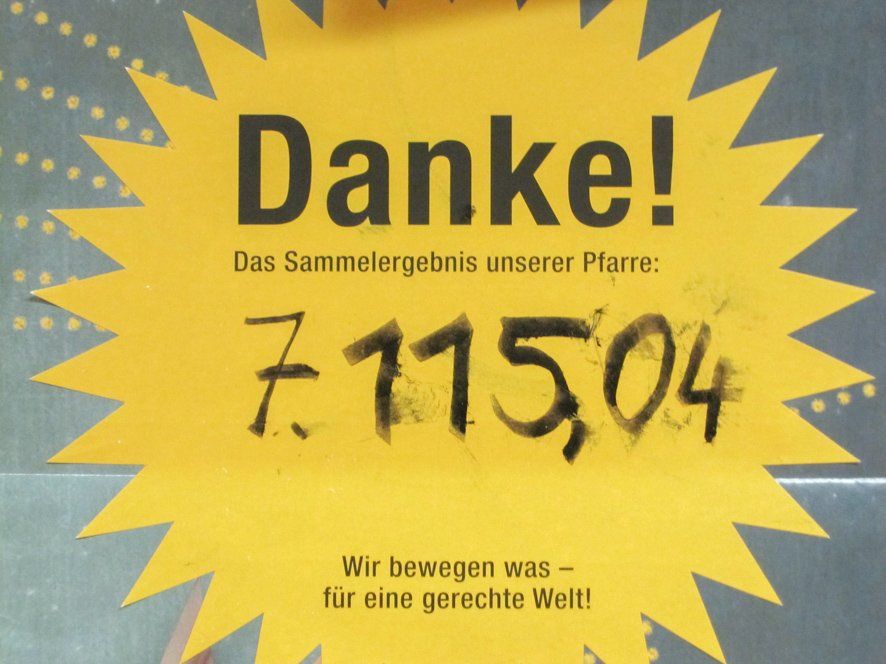 Danke!
Das Sammelergebnis unserer Pfarre:
7.115,04
Wir bewegen was –
für eine gerechte Welt!